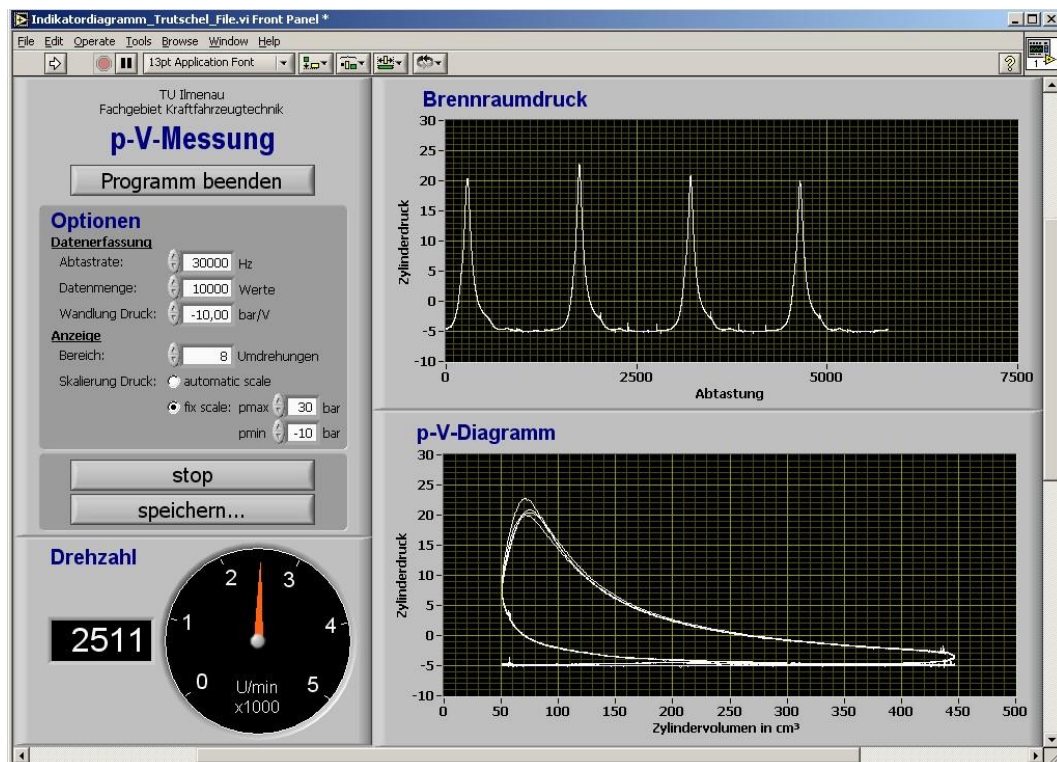 Indikatordiagramm_Trutschel_File.vi Front Panel *
File Edit Operate Tools Browse Window Help
13pt Application Font
1
TU Ilmenau
Fachgebiet Kraftfahrzeugtechnik
p-V-Messung
Programm beenden
Optionen
Datenerfassung
Abtastrate: 30000 Hz
Datenmenge: 10000 Werte
Wandlung Druck: -10,00 bar/V
Anzeige
Bereich: 8 Umdrehungen
Skalierung Druck: automatic scale
fix scale: pmax 30 bar
pmin -10 bar
stop
speichern...
Drehzahl
2511
0 1 2 3 4 5
U/min
x1000
Brennraumdruck
Zylinderdruck
30
25
20
15
10
5
0
-5
-10
0 2500 5000 7500
Abtastung
p-V-Diagramm
Zylinderdruck
30
25
20
15
10
5
0
-5
-10
0 50 100 150 200 250 300 350 400 450 500
Zylindervolumen in cm³